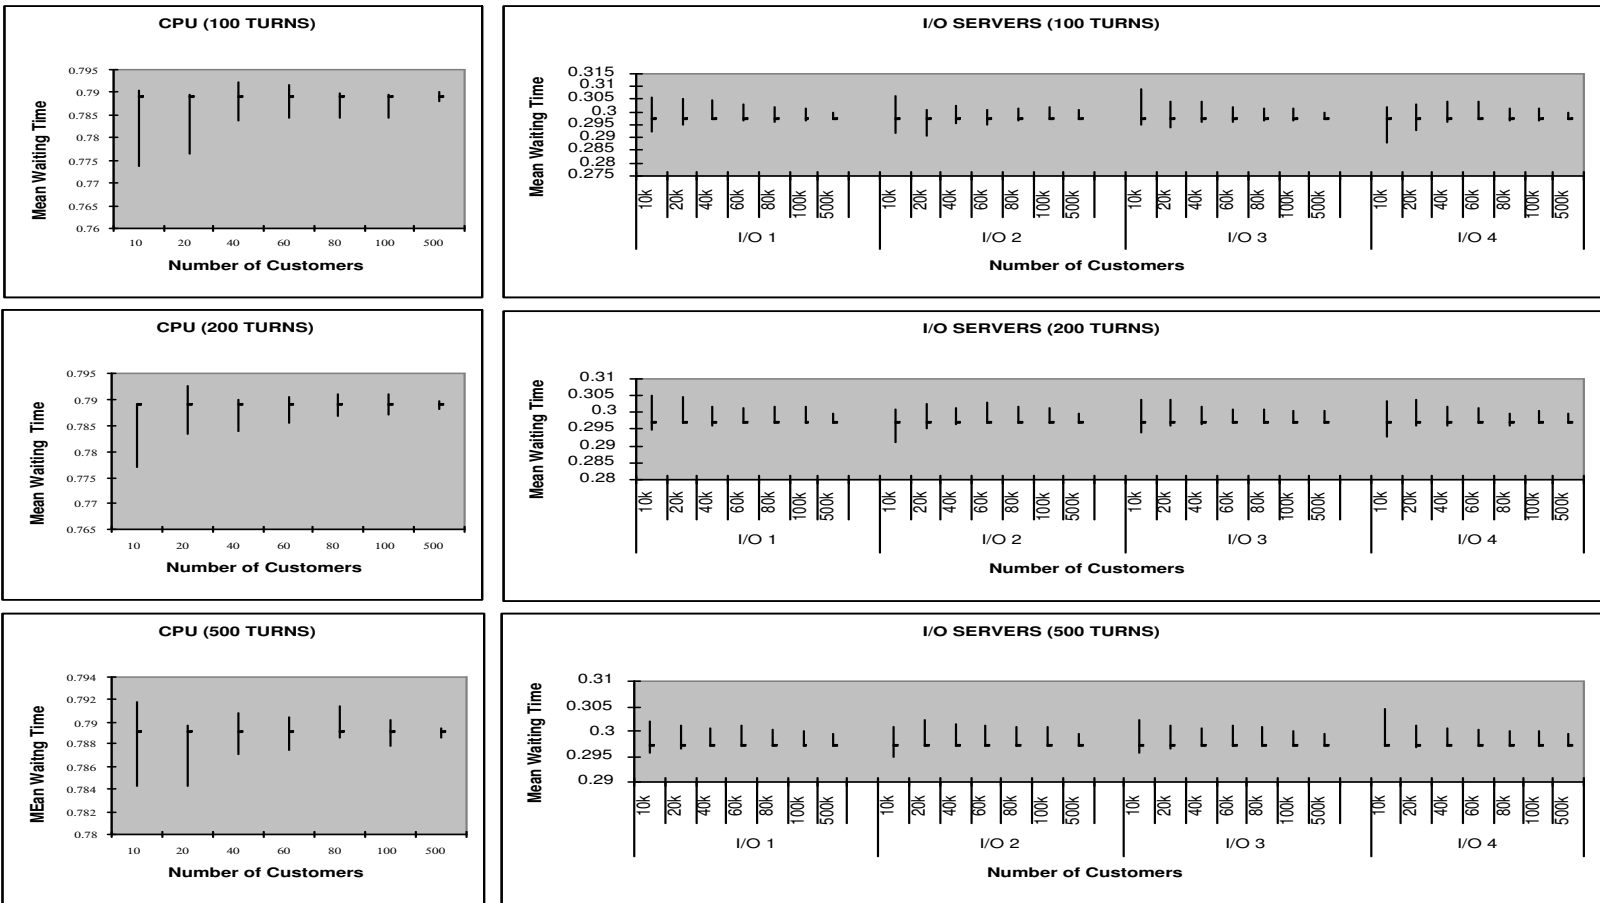 CPU (100 TURNS)
Mean Waiting Time
0.795
0.79
0.785
0.78
0.775
0.77
0.765
0.76
10 20 40 60 80 100 500
Number of Customers
I/O SERVERS (100 TURNS)
Mean Waiting Time
0.315
0.31
0.305
0.3
0.295
0.29
0.285
0.28
0.275
10k 20k 40k 60k 80k 100k 500k 10k 20k 40k 60k 80k 100k 500k 10k 20k 40k 60k 80k 100k 500k 10k 20k 40k 60k 80k 100k 500k
I/O 1 I/O 2 I/O 3 I/O 4
Number of Customers
CPU (200 TURNS)
Mean Waiting Time
0.795
0.79
0.785
0.78
0.775
0.77
0.765
10 20 40 60 80 100 500
Number of Customers
I/O SERVERS (200 TURNS)
Mean Waiting Time
0.31
0.305
0.3
0.295
0.29
0.285
0.28
10k 20k 40k 60k 80k 100k 500k 10k 20k 40k 60k 80k 100k 500k 10k 20k 40k 60k 80k 100k 500k 10k 20k 40k 60k 80k 100k 500k
I/O 1 I/O 2 I/O 3 I/O 4
Number of Customers
CPU (500 TURNS)
MEan Waitng Time
0.794
0.792
0.79
0.788
0.786
0.784
0.782
0.78
10 20 40 60 80 100 500
Number of Customers
I/O SERVERS (500 TURNS)
Mean Waiting Time
0.31
0.305
0.3
0.295
0.29
10k 20k 40k 60k 80k 100k 500k 10k 20k 40k 60k 80k 100k 500k 10k 20k 40k 60k 80k 100k 500k 10k 20k 40k 60k 80k 100k 500k
I/O 1 I/O 2 I/O 3 I/O 4
Number of Customers